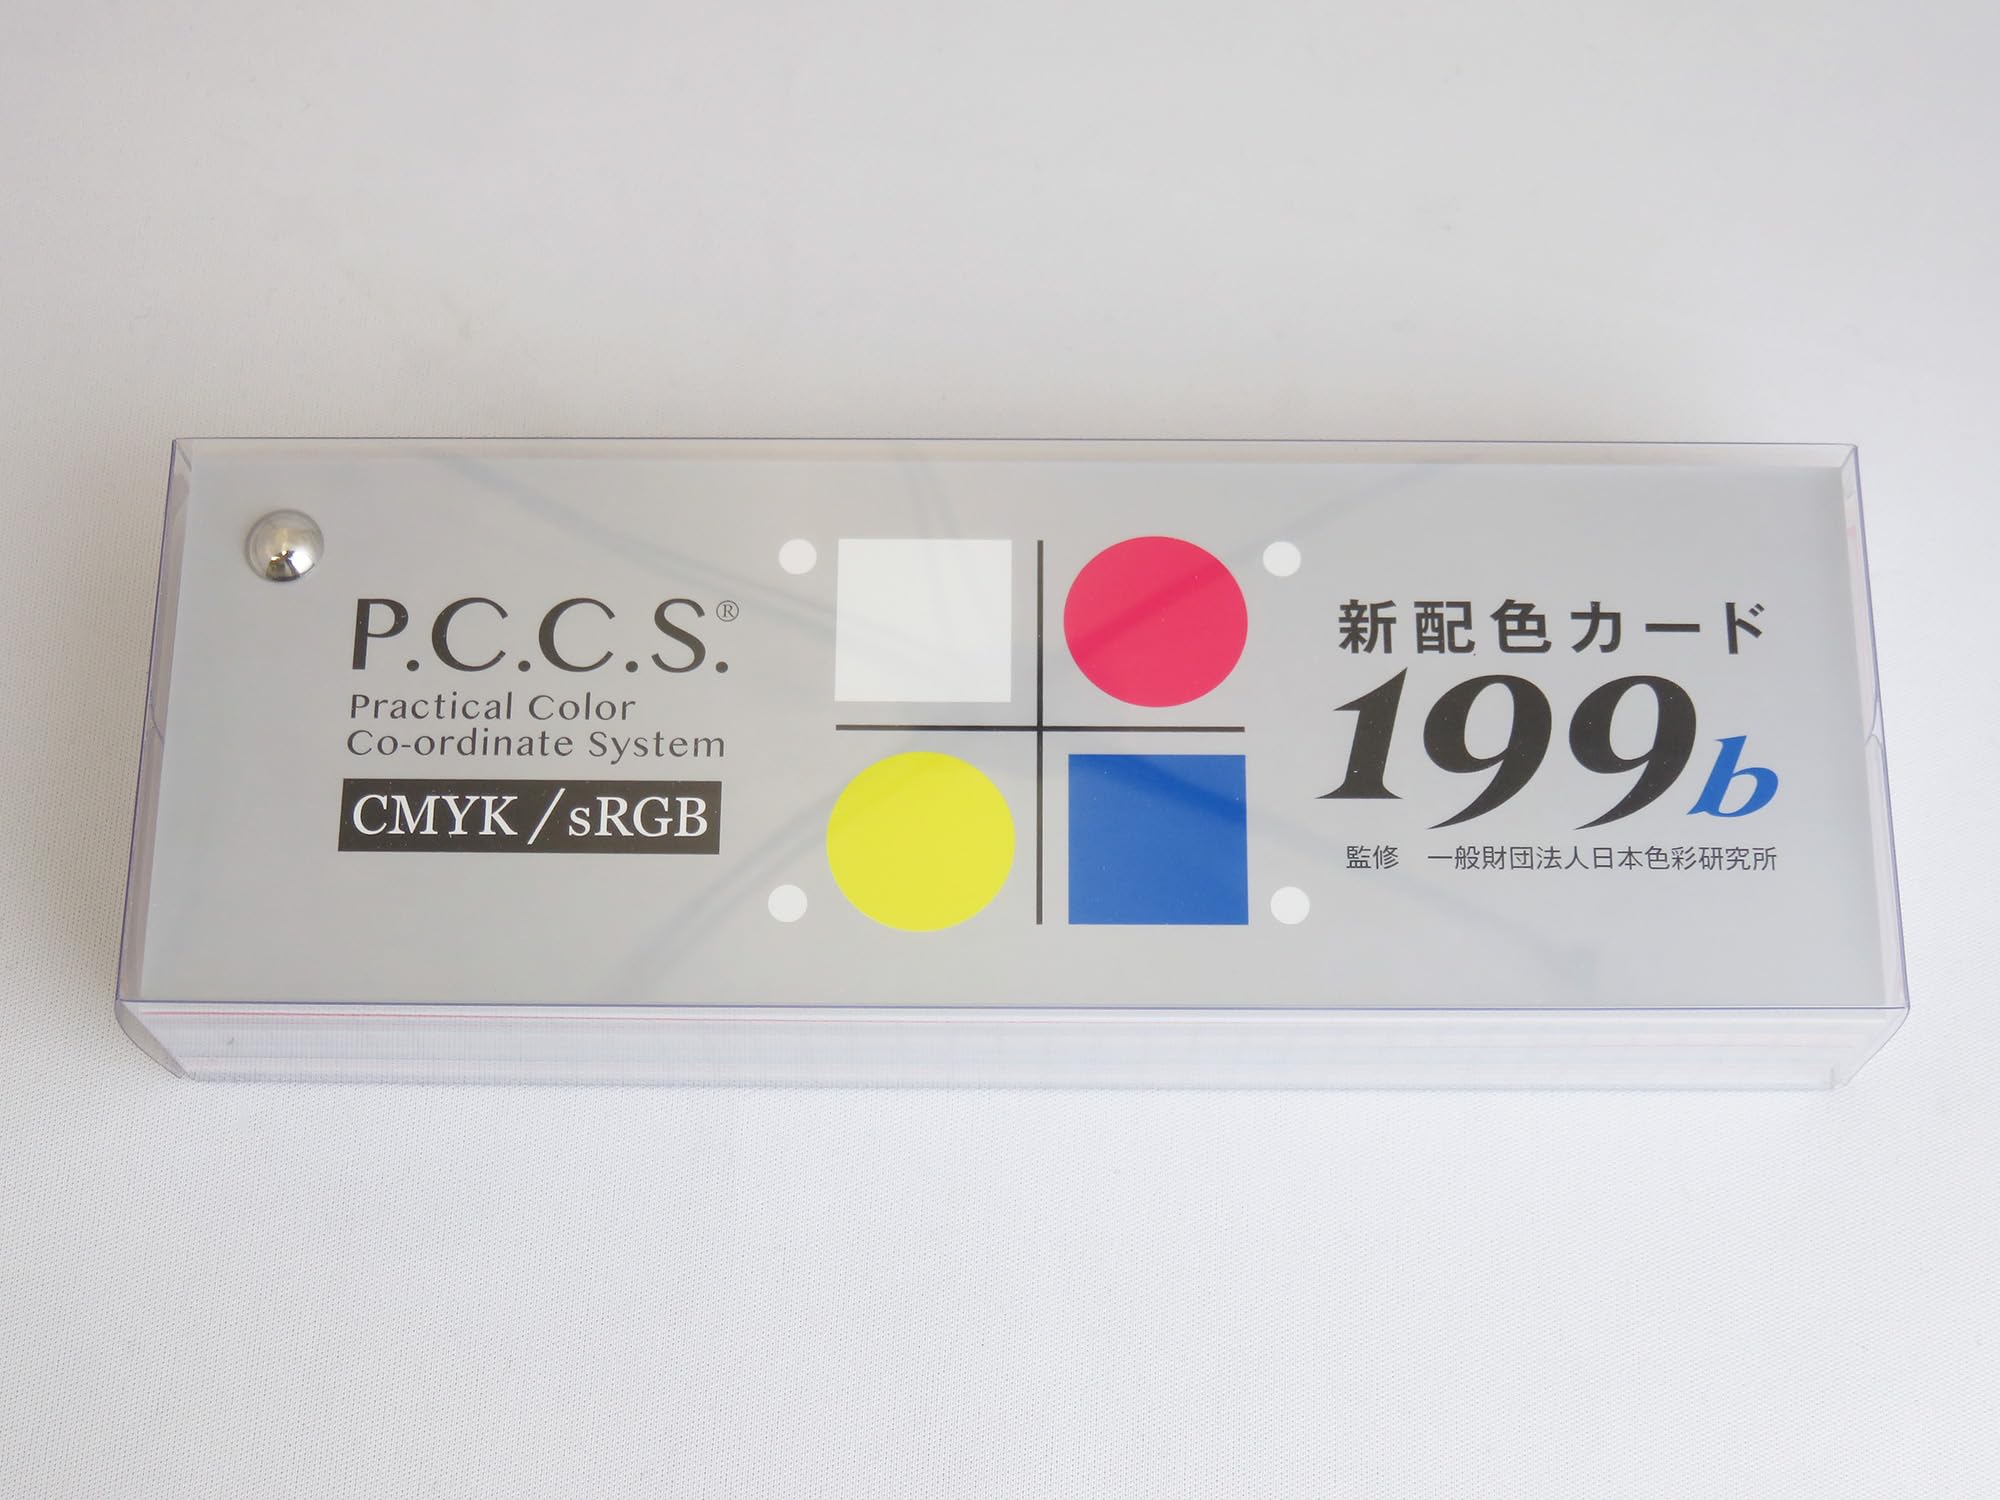 P.C.C.S.®
Practical Color
Co-ordinate System
CMYK / sRGB
新配色カード
199b
監修 一般財団法人日本色彩研究所